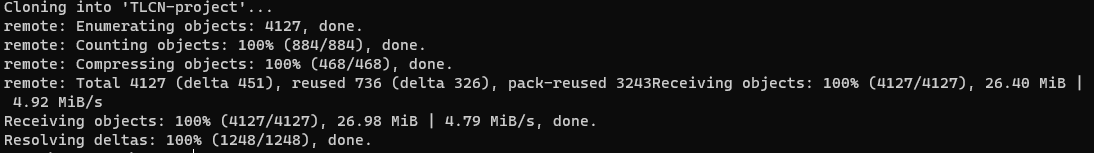 Cloning into 'TLCN-project'...
remote: Enumerating objects: 4127, done.
remote: Counting objects: 100% (884/884), done.
remote: Compressing objects: 100% (468/468), done.
remote: Total 4127 (delta 451), reused 736 (delta 326), pack-reused 3243Receiving objects: 100% (4127/4127), 26.40 MiB |
 4.92 MiB/s
Receiving objects: 100% (4127/4127), 26.98 MiB | 4.79 MiB/s, done.
Resolving deltas: 100% (1248/1248), done.